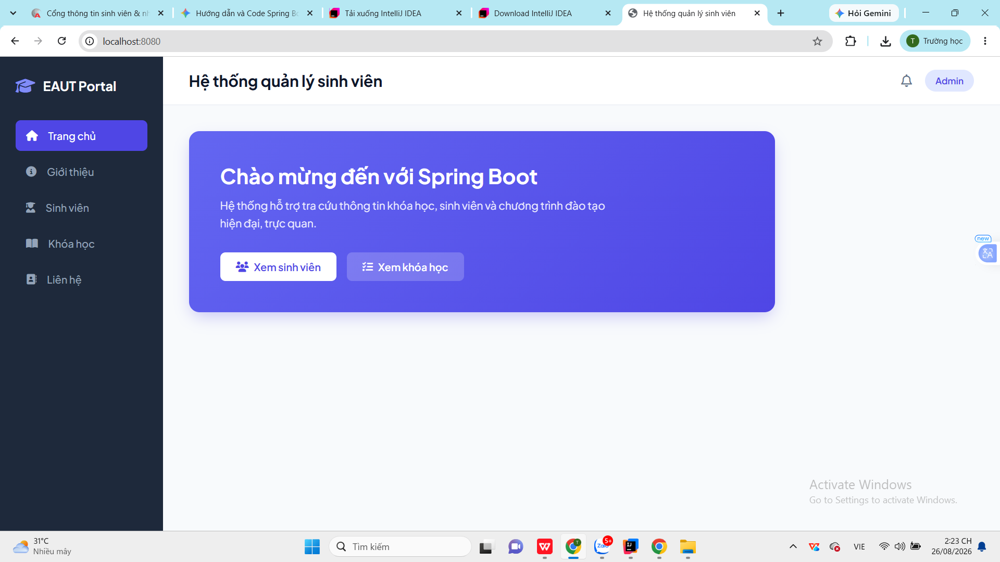 Cổng thông tin sinh viên & nh
Hướng dẫn và Code Spring Bo
Tải xuống IntelliJ IDEA
Download IntelliJ IDEA
Hệ thống quản lý sinh viên
Hỏi Gemini
localhost:8080
T
Trường học
EAUT Portal
Hệ thống quản lý sinh viên
Admin
Trang chủ
Giới thiệu
Sinh viên
Khóa học
Liên hệ
Chào mừng đến với Spring Boot
Hệ thống hỗ trợ tra cứu thông tin khóa học, sinh viên và chương trình đào tạo
hiện đại, trực quan.
Xem sinh viên
Xem khóa học
new
Activate Windows
Go to Settings to activate Windows.
31°C
Nhiều mây
Tìm kiếm
Zalo
5+
VIE
2:23 CH
26/08/2026